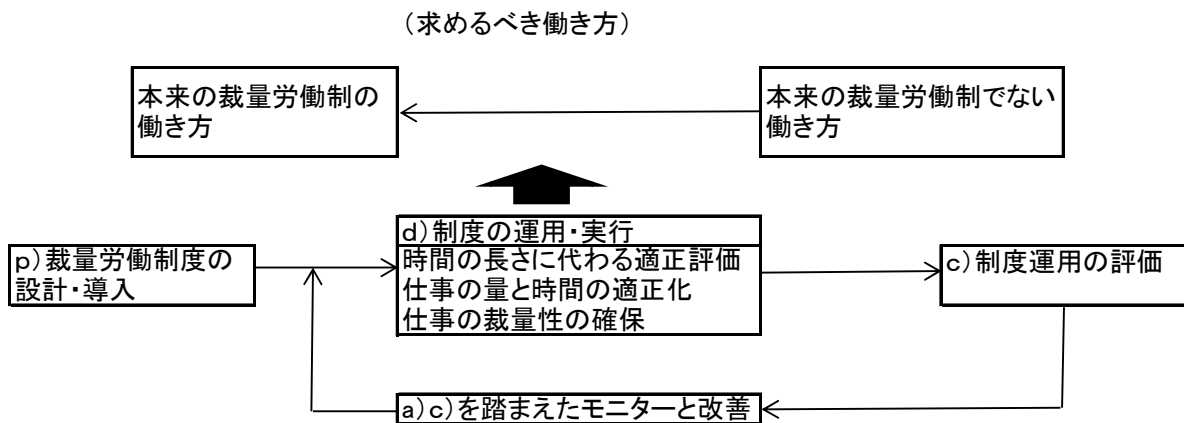 （求めるべき働き方）
本来の裁量労働制の
働き方
本来の裁量労働制でない
働き方
p）裁量労働制度の
設計・導入
d）制度の運用・実行
時間の長さに代わる適正評価
仕事の量と時間の適正化
仕事の裁量性の確保
c）制度運用の評価
a）c）を踏まえたモニターと改善